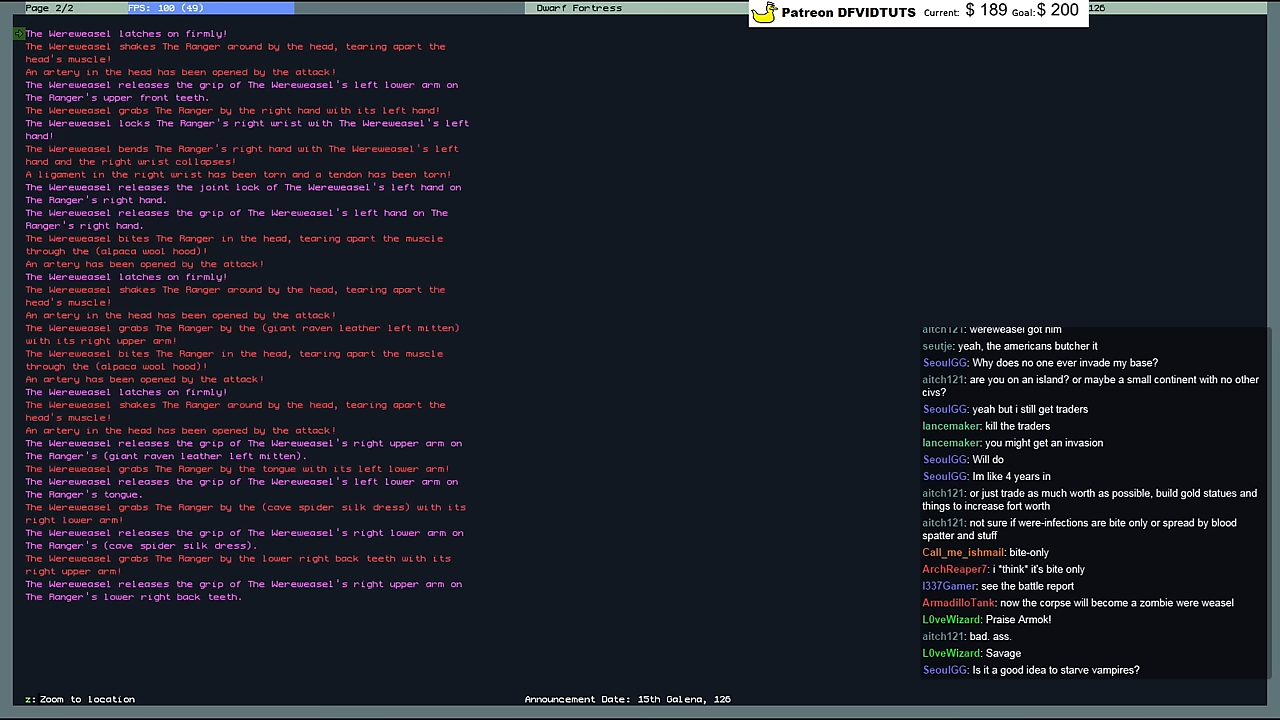 Page 2/2
FPS: 100 (49)
Dwarf Fortress
Patreon DFVIDTUTS Current: $ 189 Goal: $ 200
126
The Wereweasel latches on firmly!
The Wereweasel shakes The Ranger around by the head, tearing apart the
head's muscle!
An artery in the head has been opened by the attack!
The Wereweasel releases the grip of The Wereweasel's left lower arm on
The Ranger's upper front teeth.
The Wereweasel grabs The Ranger by the right hand with its left hand!
The Wereweasel locks The Ranger's right wrist with The Wereweasel's left
hand!
The Wereweasel bends The Ranger's right hand with The Wereweasel's left
hand and the right wrist collapses!
A ligament in the right wrist has been torn and a tendon has been torn!
The Wereweasel releases the joint lock of The Wereweasel's left hand on
The Ranger's right hand.
The Wereweasel releases the grip of The Wereweasel's left hand on The
Ranger's right hand.
The Wereweasel bites The Ranger in the head, tearing apart the muscle
through the (alpaca wool hood)!
An artery has been opened by the attack!
The Wereweasel latches on firmly!
The Wereweasel shakes The Ranger around by the head, tearing apart the
head's muscle!
An artery in the head has been opened by the attack!
The Wereweasel grabs The Ranger by the (giant raven leather left mitten)
with its right upper arm!
The Wereweasel bites The Ranger in the head, tearing apart the muscle
through the (alpaca wool hood)!
An artery has been opened by the attack!
The Wereweasel latches on firmly!
The Wereweasel shakes The Ranger around by the head, tearing apart the
head's muscle!
An artery in the head has been opened by the attack!
The Wereweasel releases the grip of The Wereweasel's right upper arm on
The Ranger's (giant raven leather left mitten).
The Wereweasel grabs The Ranger by the tongue with its left lower arm!
The Wereweasel releases the grip of The Wereweasel's left lower arm on
The Ranger's tongue.
The Wereweasel grabs The Ranger by the (cave spider silk dress) with its
right lower arm!
The Wereweasel releases the grip of The Wereweasel's right lower arm on
The Ranger's (cave spider silk dress).
The Wereweasel grabs The Ranger by the lower right back teeth with its
right upper arm!
The Wereweasel releases the grip of The Wereweasel's right upper arm on
The Ranger's lower right back teeth.
aitch121: wereweasel got him
seutje: yeah, the americans butcher it
SeoulGG: Why does no one ever invade my base?
aitch121: are you on an island? or maybe a small continent with no other
civs?
SeoulGG: yeah but i still get traders
lancemaker: kill the traders
lancemaker: you might get an invasion
SeoulGG: Will do
SeoulGG: Im like 4 years in
aitch121: or just trade as much worth as possible, build gold statues and
things to increase fort worth
aitch121: not sure if were-infections are bite only or spread by blood
spatter and stuff
Call_me_ishmail: bite-only
ArchReaper7: i *think* it's bite only
l337Gamer: see the battle report
ArmadilloTank: now the corpse will become a zombie were weasel
L0veWizard: Praise Armok!
aitch121: bad. ass.
L0veWizard: Savage
SeoulGG: Is it a good idea to starve vampires?
z: Zoom to location
Announcement Date: 15th Galena, 126